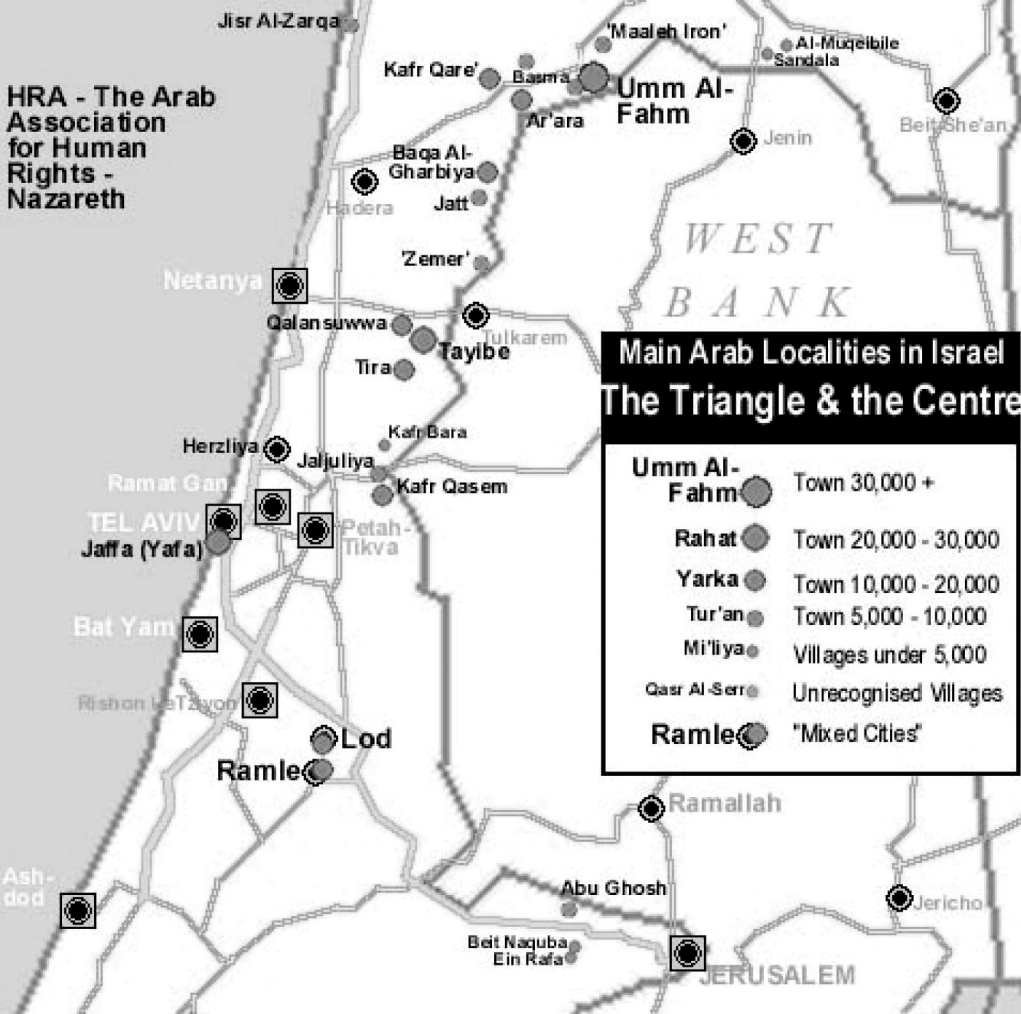 Jisr Al-Zarqa
HRA - The Arab
Association
for Human
Rights -
Nazareth
'Maaleh Iron'
Al-Muqeibile
Sandala
Kafr Qare'
Basma
Umm Al-
Fahm
Ar'ara
Beit She'an
Jenin
Baqa Al-
Gharbiya
Hadera
Jatt
WEST
BANK
'Zemer'
Netanya
Qalansuwwa
Tulkarem
Tayibe
Tira
Main Arab Localities in Israel
The Triangle & the Centre
Kafr Bara
Herzliya
Jaljuliya
Kafr Qasem
Ramat Gan
TEL AVIV
Jaffa (Yafa)
Petah-
Tikva
Bat Yam
Rishon LeTzyon
Lod
Ramle
Umm Al-
Fahm
Town 30,000 +
Rahat
Town 20,000 - 30,000
Yarka
Town 10,000 - 20,000
Tur'an
Town 5,000 - 10,000
Mi'liya
Villages under 5,000
Qasr Al-Serr
Unrecognised Villages
Ramle
"Mixed Cities"
Ramallah
Ash-
dod
Abu Ghosh
Jericho
Beit Naquba
Ein Rafa
JERUSALEM